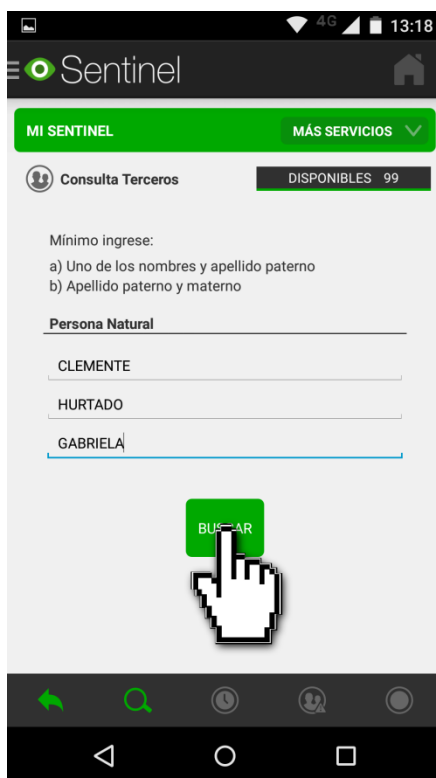 4G 13:18
Sentinel
MI SENTINEL MÁS SERVICIOS
Consulta Terceros DISPONIBLES 99
Mínimo ingrese:
a) Uno de los nombres y apellido paterno
b) Apellido paterno y materno
Persona Natural
CLEMENTE
HURTADO
GABRIELA
BUSCAR